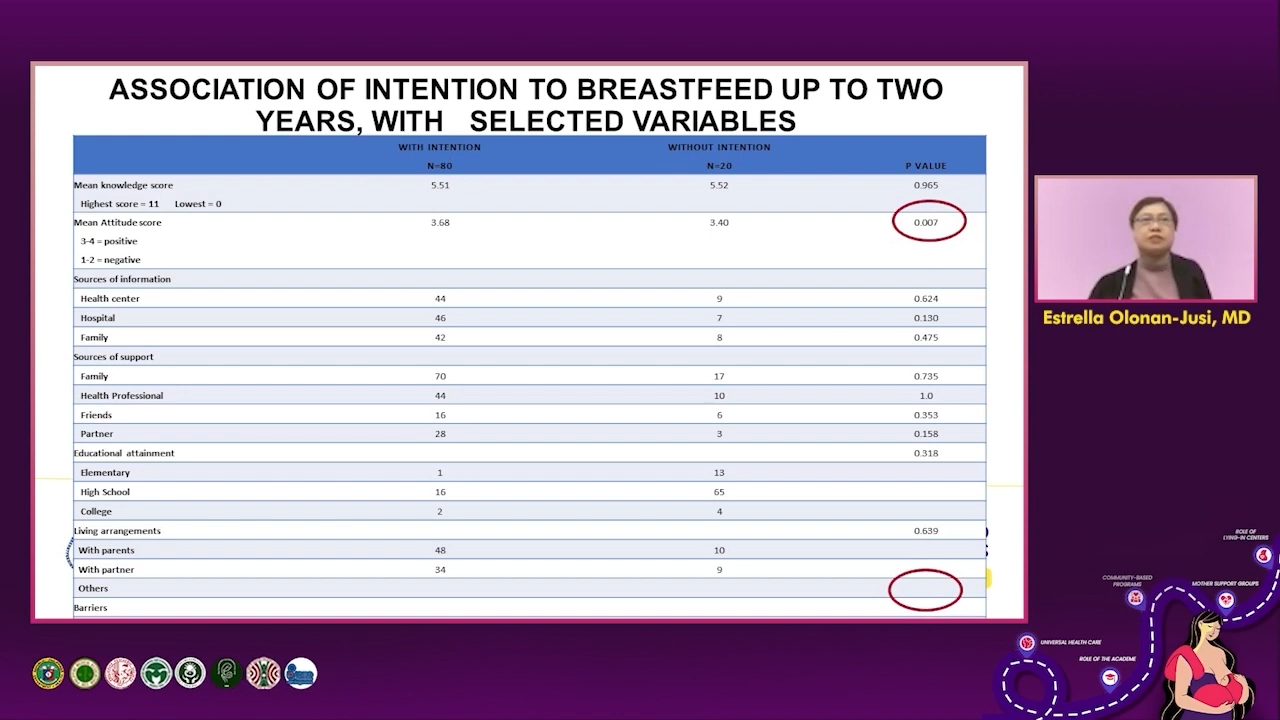 ASSOCIATION OF INTENTION TO BREASTFEED UP TO TWO
YEARS, WITH SELECTED VARIABLES
WITH INTENTION WITHOUT INTENTION
N=80 N=20 P VALUE
Mean knowledge score 5.51 5.52 0.965
Highest score = 11 Lowest = 0
Mean Attitude score 3.68 3.40 0.007
3-4 = positive
1-2 = negative
Sources of information
Health center 44 9 0.624
Hospital 46 7 0.130
Family 42 8 0.475
Sources of support
Family 70 17 0.735
Health Professional 44 10 1.0
Friends 16 6 0.353
Partner 28 3 0.158
Educational attainment 0.318
Elementary 1 13
High School 16 65
College 2 4
Living arrangements 0.639
With parents 48 10
With partner 34 9
Others
Barriers
Estrella Olonan-Jusi, MD
ROLE OF
LYING-IN CENTERS
COMMUNITY-BASED
PROGRAMS
MOTHER SUPPORT GROUPS
UNIVERSAL HEALTH CARE
ROLE OF THE ACADEME